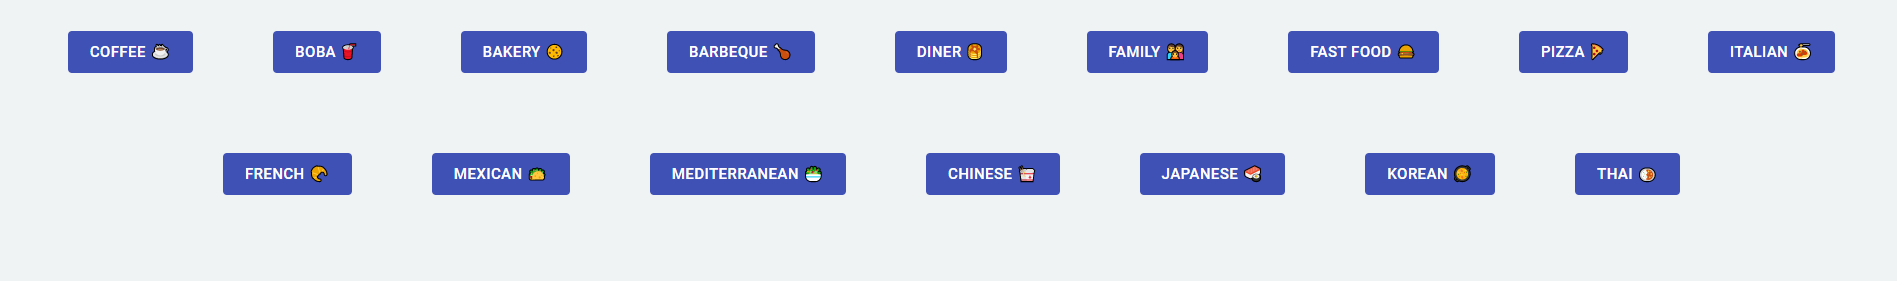 COFFEE BOBA BAKERY BARBEQUE DINER FAMILY FAST FOOD PIZZA ITALIAN
FRENCH MEXICAN MEDITERRANEAN CHINESE JAPANESE KOREAN THAI